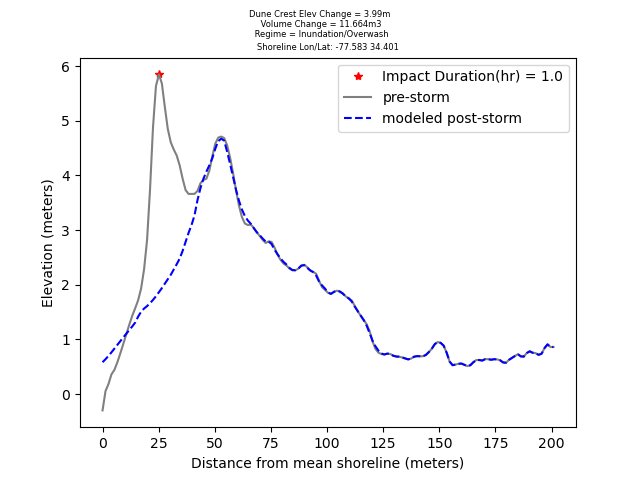 Dune Crest Elev Change = 3.99m
Volume Change = 11.664m3
Regime = Inundation/Overwash
Shoreline Lon/Lat: -77.583 34.401
Impact Duration(hr) = 1.0
pre-storm
modeled post-storm
6
5
4
3
2
1
0
Elevation (meters)
0 25 50 75 100 125 150 175 200
Distance from mean shoreline (meters)